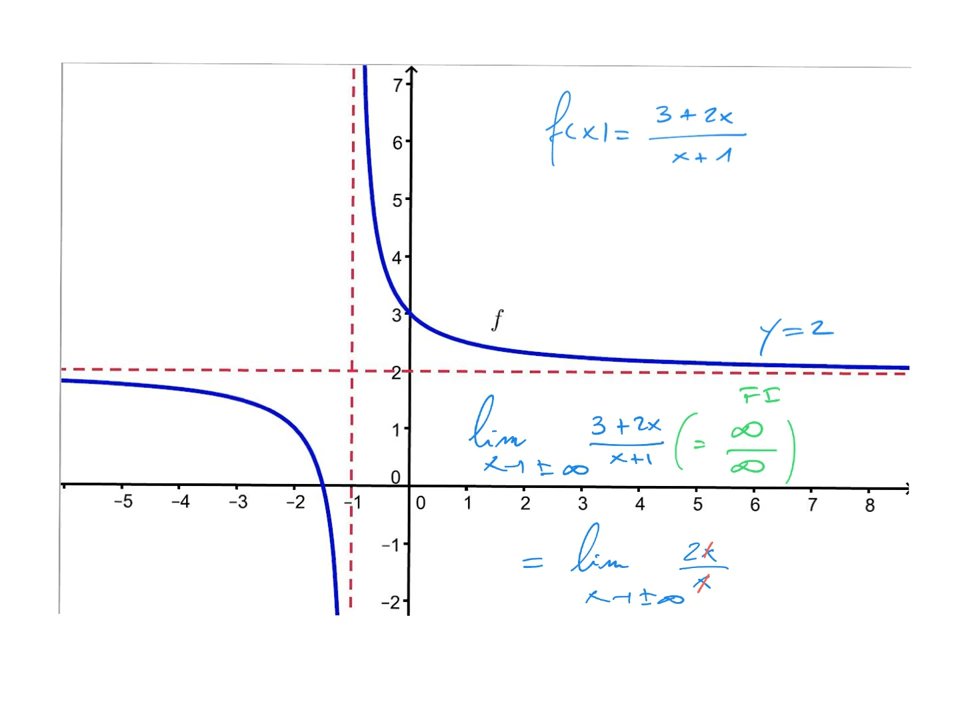 7
6
5
4
3
2
1
0
−1
−2
−5 −4 −3 −2 −1 0 1 2 3 4 5 6 7 8
f(x) = 3 + 2x / x + 1
f
y = 2
FI
lim x→±∞ 3 + 2x / x+1 (= ∞ / ∞)
= lim x→±∞ 2x / x